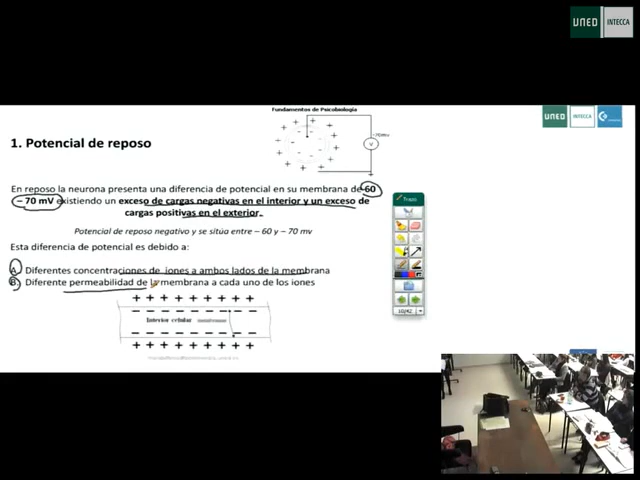 UNED
INTECCA
Fundamentos de Psicobiología
UNED
INTECCA
1. Potencial de reposo
V
En reposo la neurona presenta una diferencia de potencial en su membrana de 60
– 70 mV existiendo un exceso de cargas negativas en el interior y un exceso de
cargas positivas en el exterior.
Potencial de reposo negativo y se sitúa entre – 60 y – 70 mv
Esta diferencia de potencial es debido a:
A. Diferentes concentraciones de iones a ambos lados de la membrana
B. Diferente permeabilidad de la membrana a cada uno de los iones
+ + + + + + + + +
Interior celular
+ + + + + + + + +
Trazo
10/42